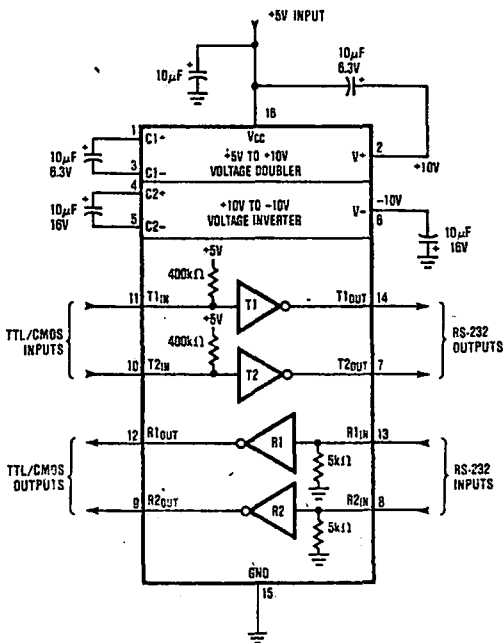 +5V INPUT
10µF
+
10µF
6.3V
+
16
VCC
1
C1+
+5V TO +10V
VOLTAGE DOUBLER
V+
2
+10V
10µF
6.3V
+
3
C1-
4
C2+
+10V TO -10V
VOLTAGE INVERTER
V-
-10V
6
10µF
16V
+
5
C2-
10µF
16V
+
+5V
400kΩ
11
T1IN
T1
T1OUT
14
+5V
400kΩ
TTL/CMOS
INPUTS
RS-232
OUTPUTS
10
T2IN
T2
T2OUT
7
12
R1OUT
R1
R1IN
13
5kΩ
TTL/CMOS
OUTPUTS
RS-232
INPUTS
9
R2OUT
R2
R2IN
8
5kΩ
GND
15